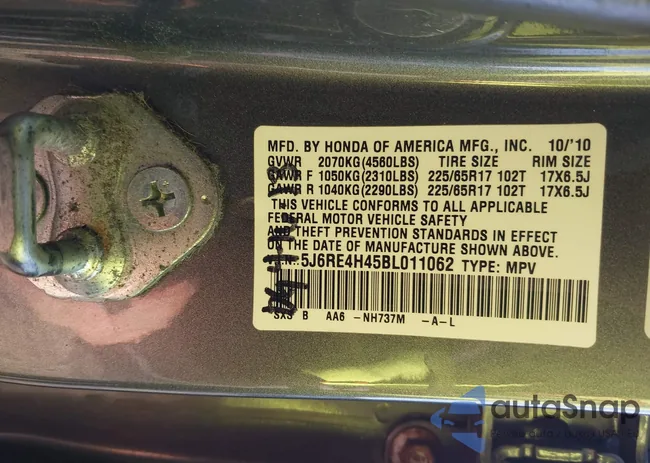 MFD. BY HONDA OF AMERICA MFG., INC. 10/'10
GVWR 2070KG(4560LBS) TIRE SIZE RIM SIZE
GAWR F 1050KG(2310LBS) 225/65R17 102T 17X6.5J
GAWR R 1040KG(2290LBS) 225/65R17 102T 17X6.5J
THIS VEHICLE CONFORMS TO ALL APPLICABLE
FEDERAL MOTOR VEHICLE SAFETY
AND THEFT PREVENTION STANDARDS IN EFFECT
ON THE DATE OF MANUFACTURE SHOWN ABOVE.
5J6RE4H45BL011062 TYPE: MPV
SXS B AA6 -NH737M -A-L
autoSnap